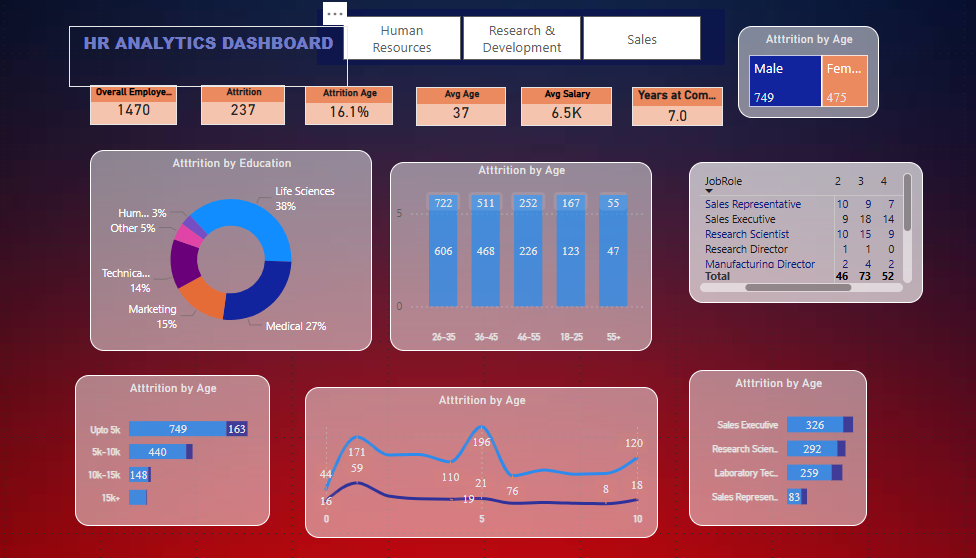 ...
HR ANALYTICS DASHBOARD
Human
Resources
Research &
Development
Sales
Atttrition by Age
Male
749
Fem...
475
Overall Employe...
1470
Attrition
237
Attrition Age
16.1%
Avg Age
37
Avg Salary
6.5K
Years at Com...
7.0
Atttrition by Education
Life Sciences
38%
Hum... 3%
Other 5%
Technica...
14%
Marketing
15%
Medical 27%
Atttrition by Age
5
0
722 511 252 167 55
606 468 226 123 47
26-35 36-45 46-55 18-25 55+
JobRole 2 3 4
Sales Representative 10 9 7
Sales Executive 9 18 14
Research Scientist 10 15 9
Research Director 1 1 0
Manufacturing Director 2 4 2
Total 46 73 52
Atttrition by Age
Upto 5k 749 163
5k-10k 440
10k-15k 148
15k+
Atttrition by Age
44 171 110 196 76 120
16 59 19 21 8 18
0 5 10
Atttrition by Age
Sales Executive 326
Research Scien... 292
Laboratory Tec... 259
Sales Represen... 83